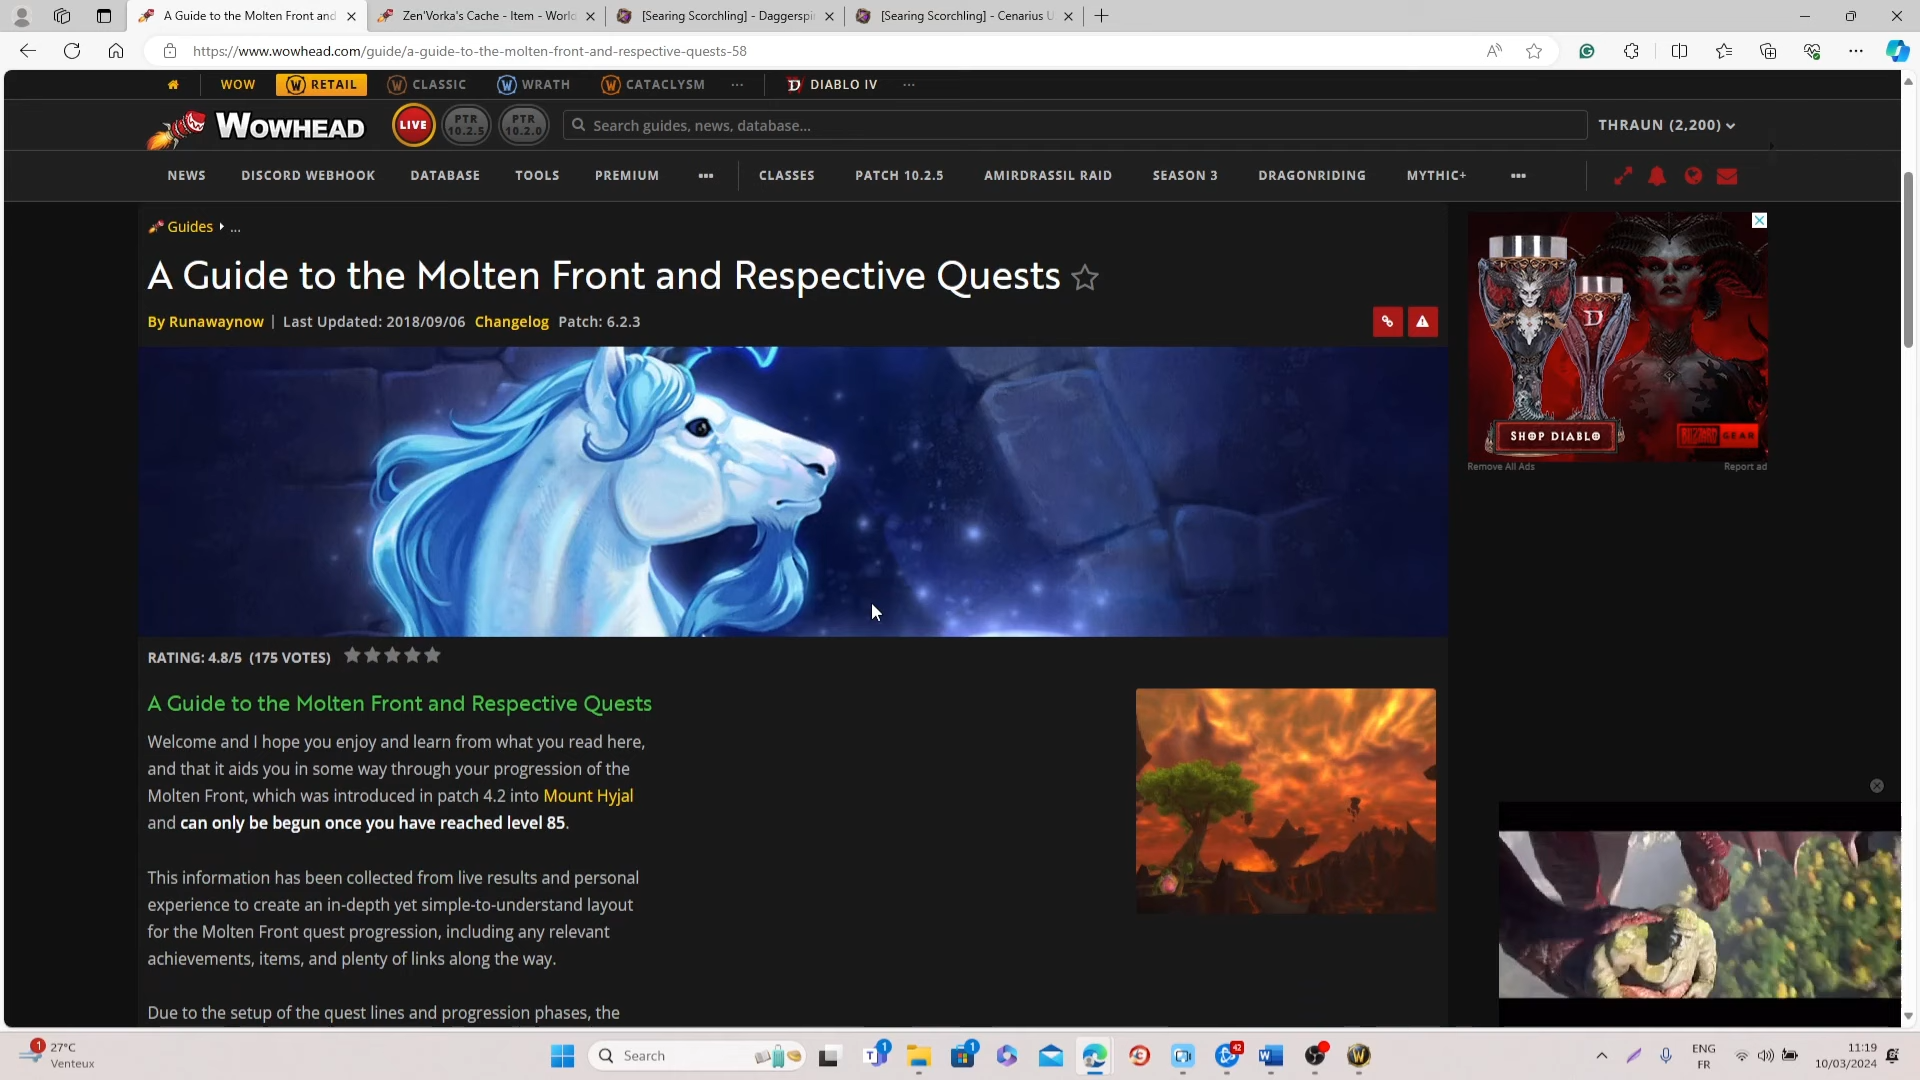 A Guide to the Molten Front and
Zen'Vorka's Cache - Item - World
[Searing Scorchling] - Daggerspi
[Searing Scorchling] - Cenarius U
https://www.wowhead.com/guide/a-guide-to-the-molten-front-and-respective-quests-58
WOW RETAIL CLASSIC WRATH CATACLYSM ... DIABLO IV ...
WOWHEAD LIVE PTR 10.2.5 PTR 10.2.0 Search guides, news, database... THRAUN (2,200)
NEWS DISCORD WEBHOOK DATABASE TOOLS PREMIUM ... CLASSES PATCH 10.2.5 AMIRDRASSIL RAID SEASON 3 DRAGONRIDING MYTHIC+ ...
Guides ...
A Guide to the Molten Front and Respective Quests
By Runawaynow | Last Updated: 2018/09/06 Changelog Patch: 6.2.3
SHOP DIABLO
BLIZZARD GEAR
Remove All Ads Report ad
RATING: 4.8/5 (175 VOTES)
A Guide to the Molten Front and Respective Quests
Welcome and I hope you enjoy and learn from what you read here,
and that it aids you in some way through your progression of the
Molten Front, which was introduced in patch 4.2 into Mount Hyjal
and can only be begun once you have reached level 85.
This information has been collected from live results and personal
experience to create an in-depth yet simple-to-understand layout
for the Molten Front quest progression, including any relevant
achievements, items, and plenty of links along the way.
Due to the setup of the quest lines and progression phases, the
1
27°C
Venteux
Search
1
1
42
ENG
FR
11:19
10/03/2024